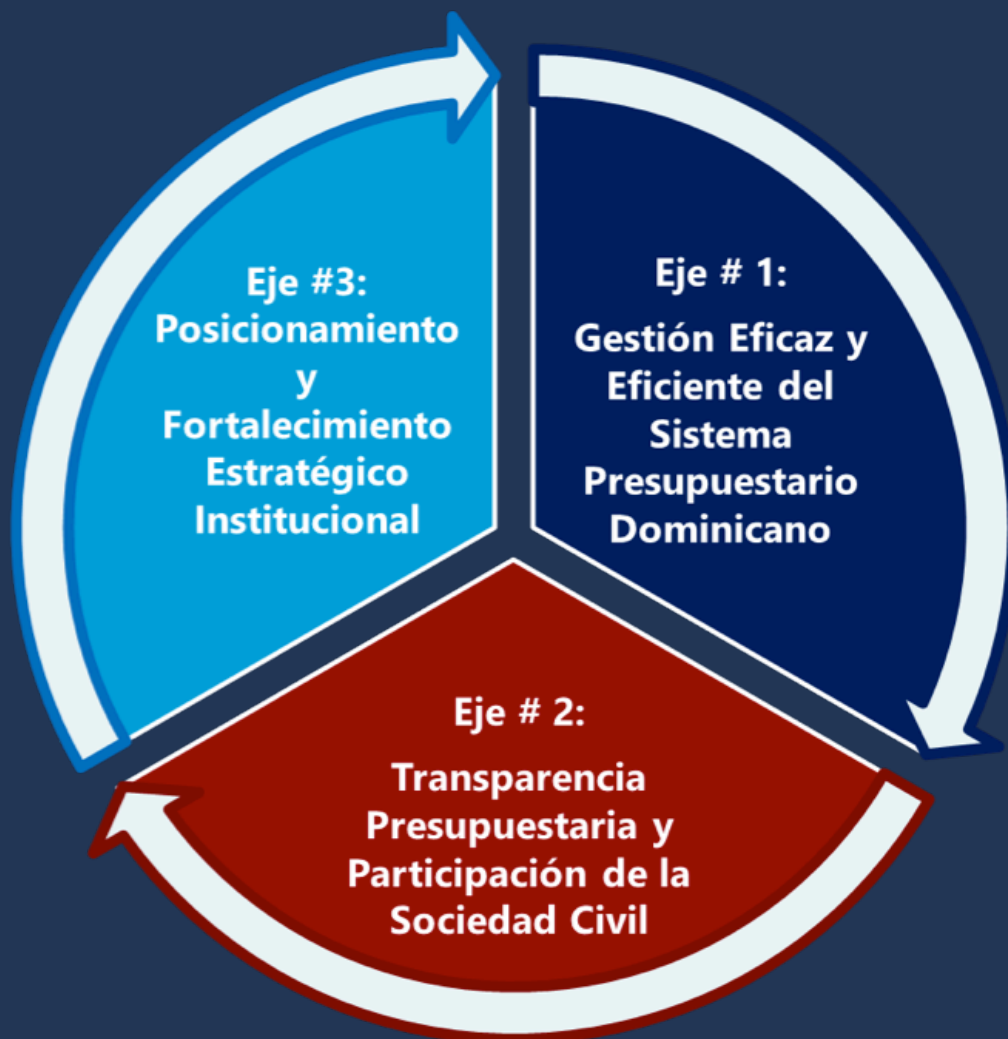 Eje # 1:
Gestión Eficaz y
Eficiente del
Sistema
Presupuestario
Dominicano
Eje # 2:
Transparencia
Presupuestaria y
Participación de la
Sociedad Civil
Eje #3:
Posicionamiento
y
Fortalecimiento
Estratégico
Institucional